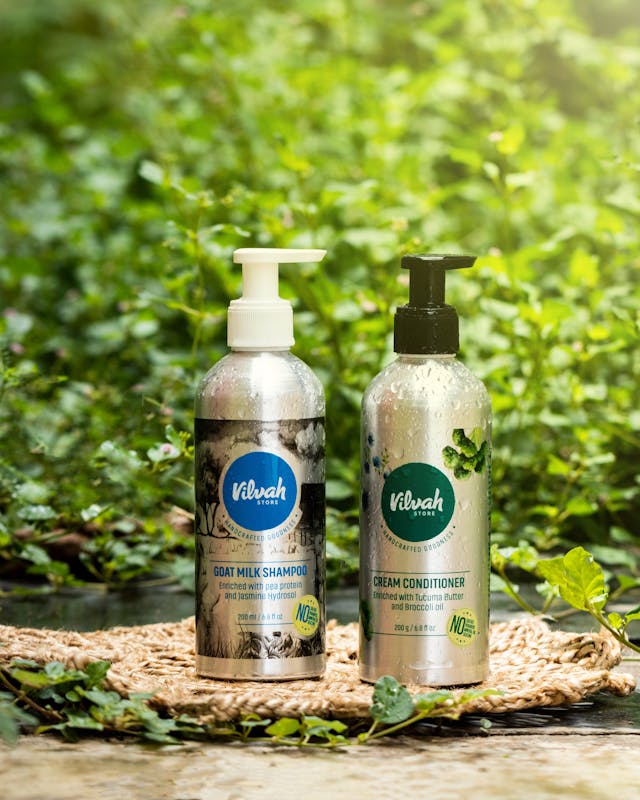 Vilvah
STORE
HANDCRAFTED GOODNESS
GOAT MILK SHAMPOO
Enriched with pea protein
and Jasmine Hydrosol
200 ml / 6.8 fl oz
NO
Vilvah
STORE
HANDCRAFTED GOODNESS
CREAM CONDITIONER
Enriched with Tucuma Butter
and Broccoli oil
200 g / 6.8 fl oz
NO